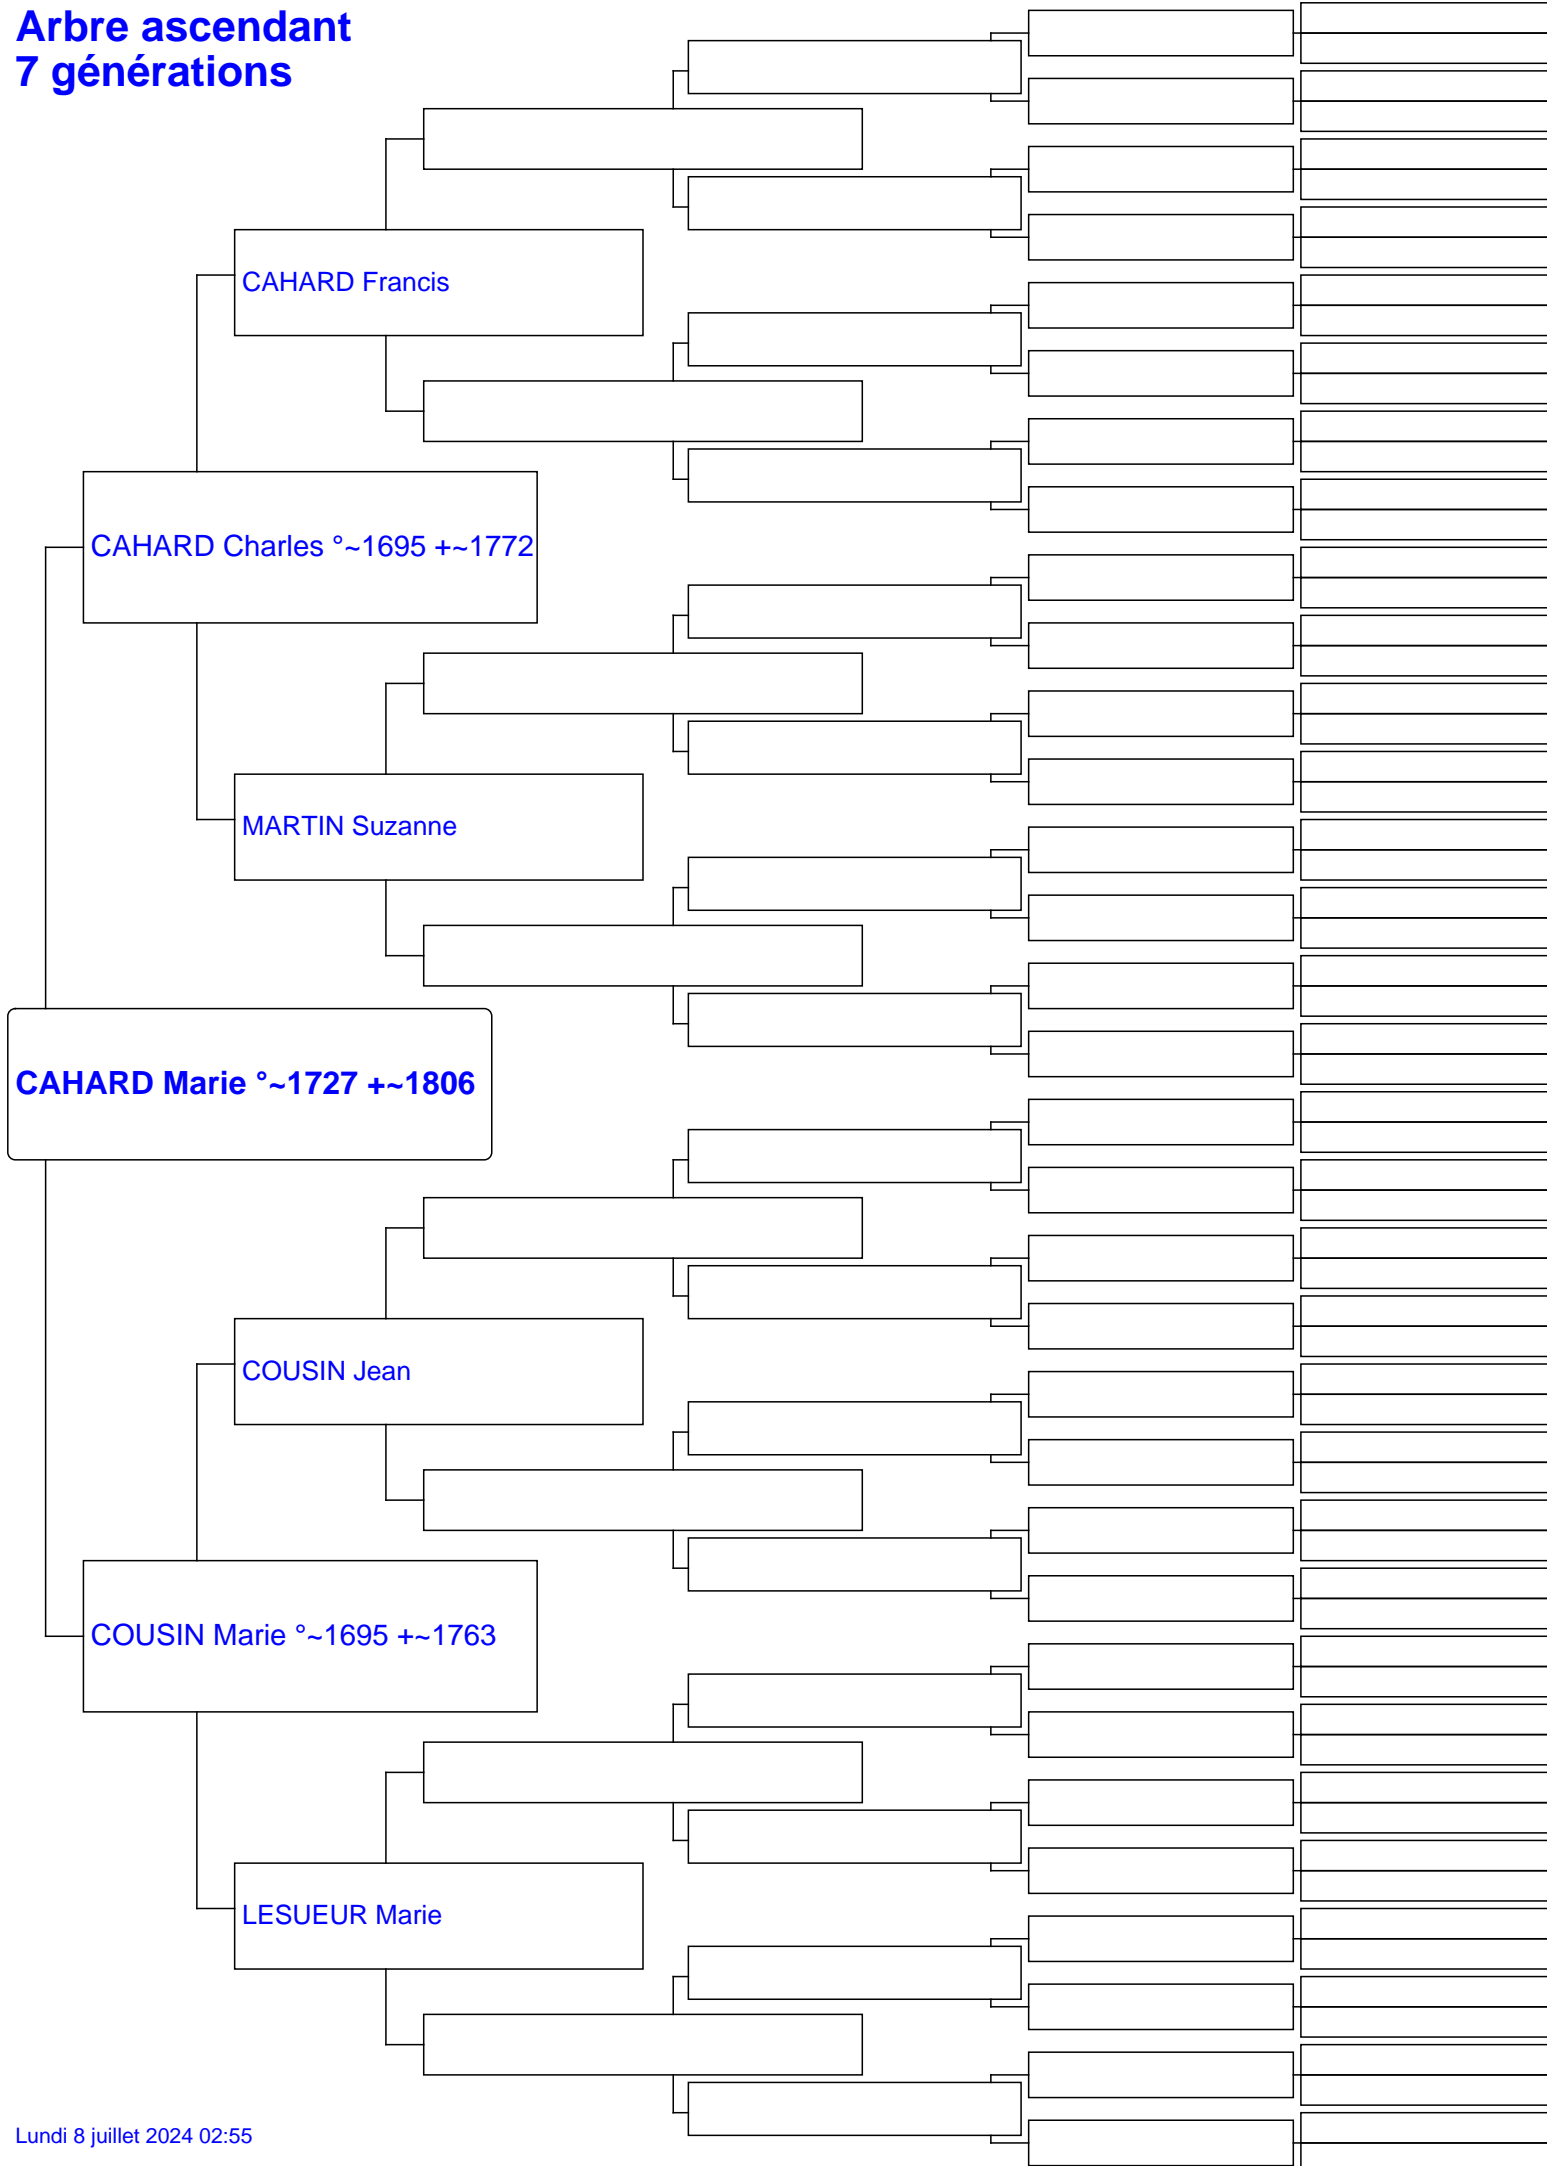 Arbre ascendant
7 générations
CAHARD Francis
CAHARD Charles °~1695 +~1772
MARTIN Suzanne
CAHARD Marie °~1727 +~1806
COUSIN Jean
COUSIN Marie °~1695 +~1763
LESUEUR Marie
Lundi 8 juillet 2024 02:55